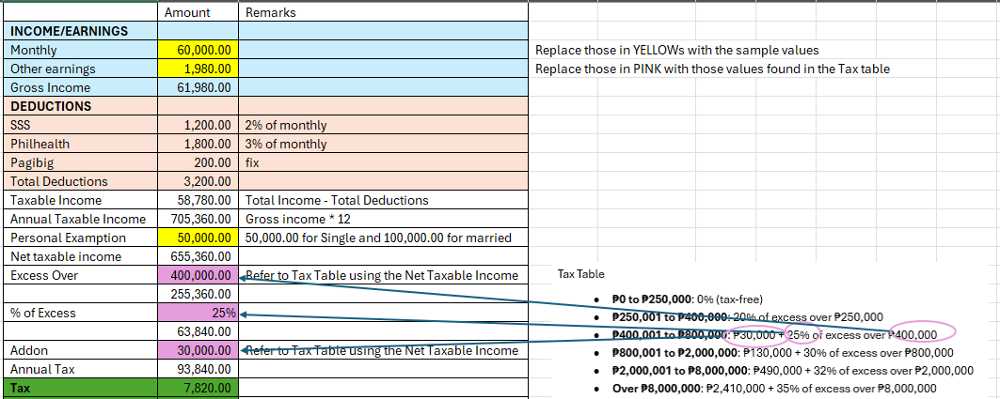 Amount Remarks
INCOME/EARNINGS
Monthly 60,000.00 Replace those in YELLOWs with the sample values
Other earnings 1,980.00 Replace those in PINK with those values found in the Tax table
Gross Income 61,980.00
DEDUCTIONS
SSS 1,200.00 2% of monthly
Philhealth 1,800.00 3% of monthly
Pagibig 200.00 fix
Total Deductions 3,200.00
Taxable Income 58,780.00 Total Income - Total Deductions
Annual Taxable Income 705,360.00 Gross income * 12
Personal Examption 50,000.00 50,000.00 for Single and 100,000.00 for married
Net taxable income 655,360.00
Excess Over 400,000.00 Refer to Tax Table using the Net Taxable Income
255,360.00
% of Excess 25%
63,840.00
Addon 30,000.00 Refer to Tax Table using the Net Taxable Income
Annual Tax 93,840.00
Tax 7,820.00
Tax Table
• ₱0 to ₱250,000: 0% (tax-free)
• ₱250,001 to ₱400,000: 20% of excess over ₱250,000
• ₱400,001 to ₱800,000: ₱30,000 + 25% of excess over ₱400,000
• ₱800,001 to ₱2,000,000: ₱130,000 + 30% of excess over ₱800,000
• ₱2,000,001 to ₱8,000,000: ₱490,000 + 32% of excess over ₱2,000,000
• Over ₱8,000,000: ₱2,410,000 + 35% of excess over ₱8,000,000